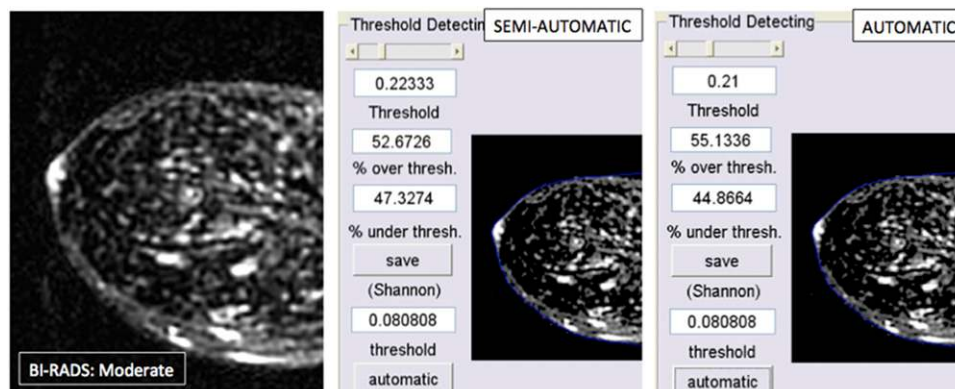 BI-RADS: Moderate
Threshold Detectin
SEMI-AUTOMATIC
0.22333
Threshold
52.6726
% over thresh.
47.3274
% under thresh.
save
(Shannon)
0.080808
threshold
automatic
Threshold Detecting
AUTOMATIC
0.21
Threshold
55.1336
% over thresh.
44.8664
% under thresh.
save
(Shannon)
0.080808
threshold
automatic